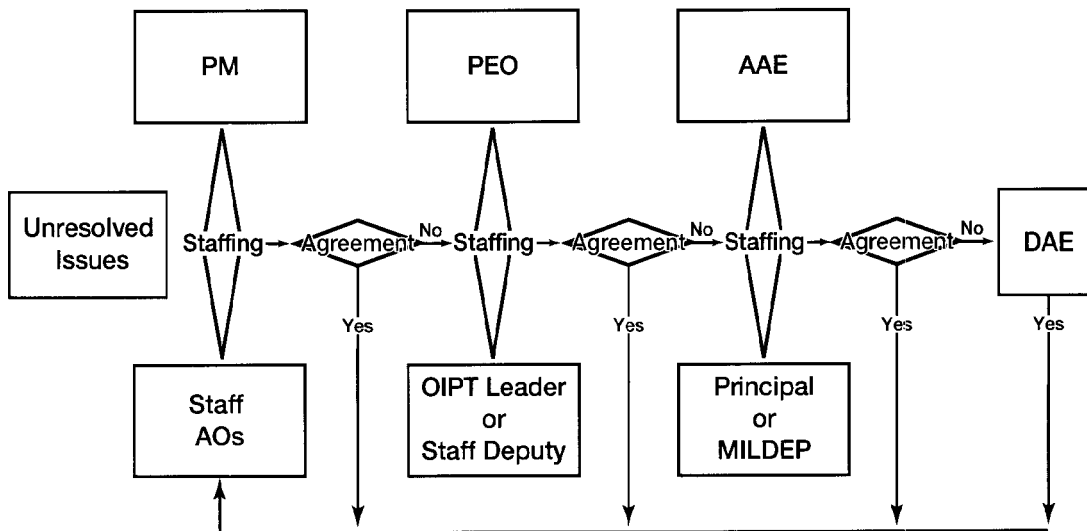 PM
PEO
AAE
Unresolved
Issues
Staffing
Agreement
No
Staffing
Agreement
No
Staffing
Agreement
No
DAE
Yes
Yes
Yes
Yes
Staff
AOs
OIPT Leader
or
Staff Deputy
Principal
or
MILDEP